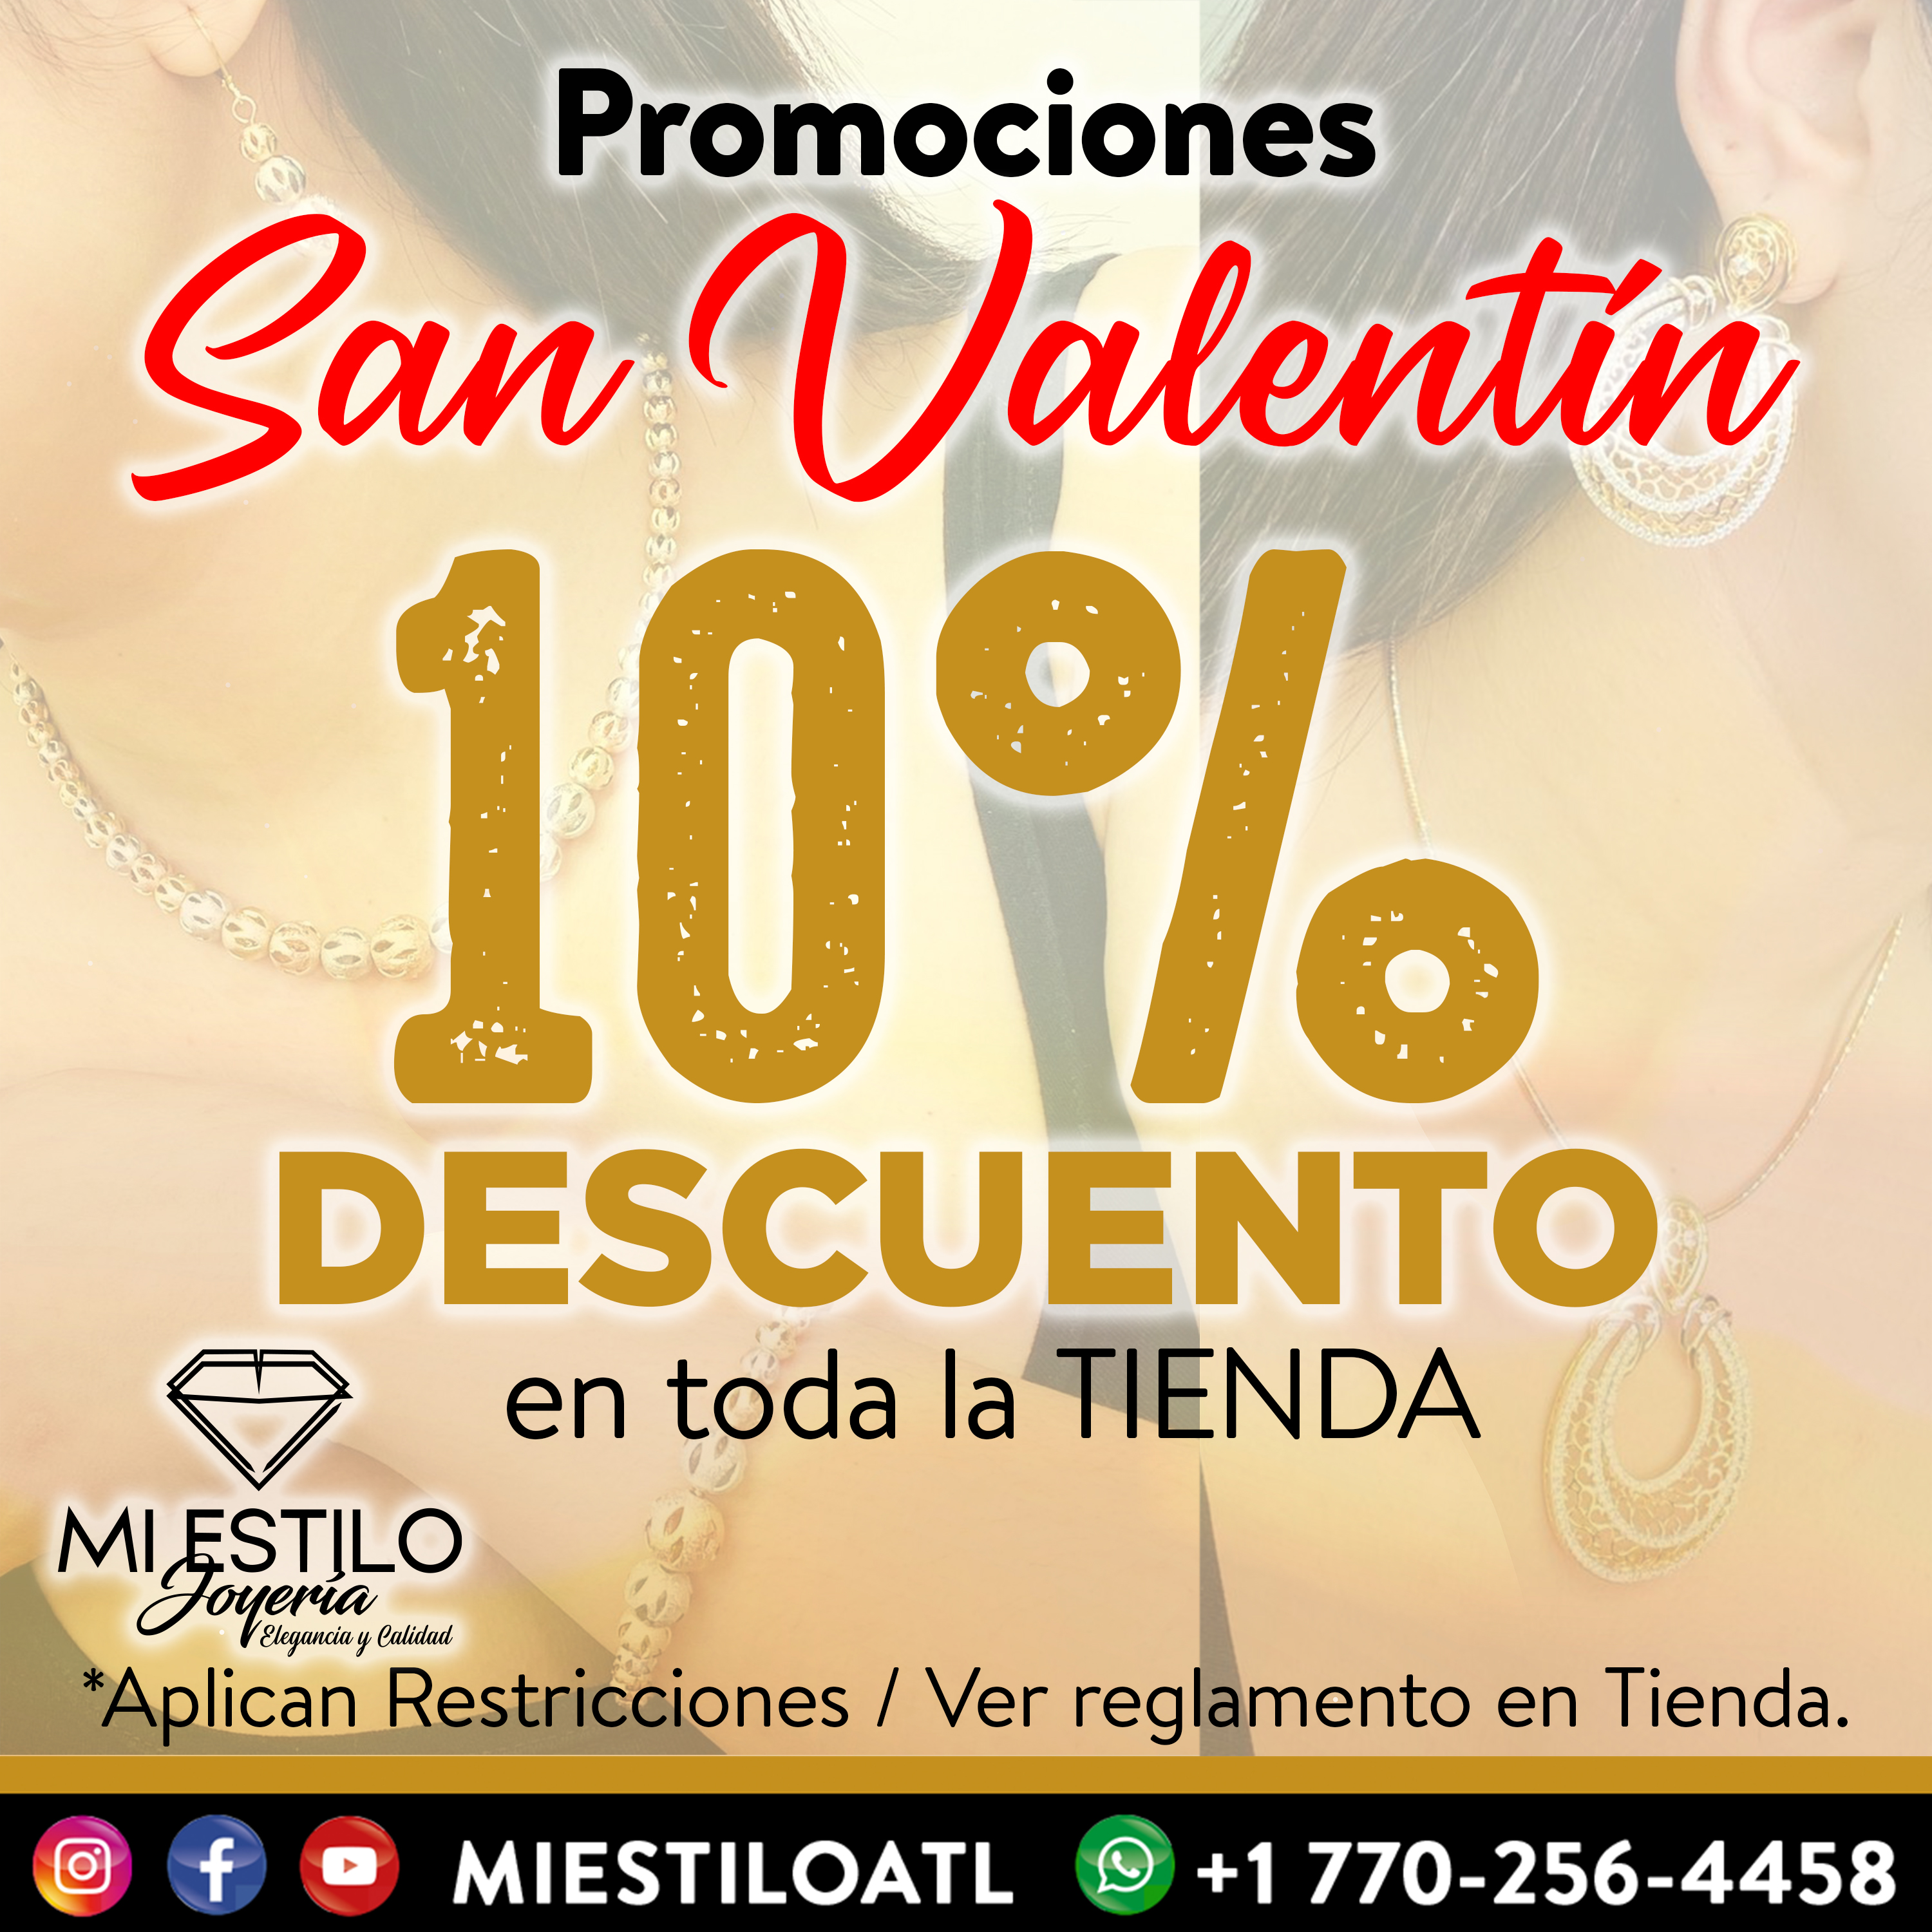 Promociones
San Valentín
10%
DESCUENTO
en toda la TIENDA
MI ESTILO
Joyería
Elegancia y Calidad
*Aplican Restricciones / Ver reglamento en Tienda.
MIESTILOATL +1 770-256-4458